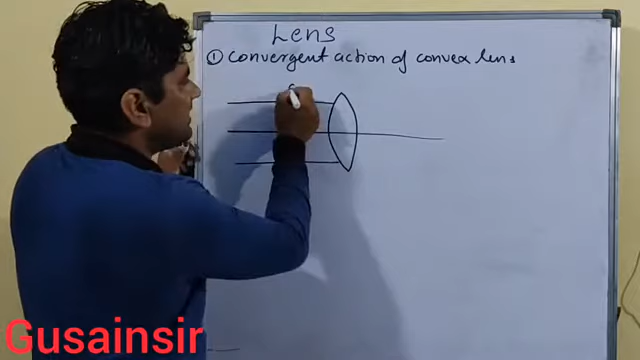 Lens
① convergent action of convex lens
Gusainsir